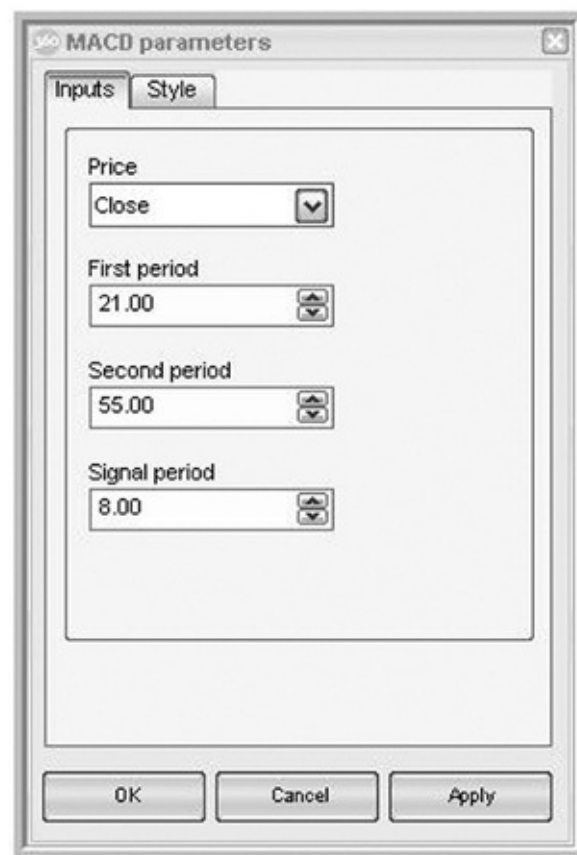 MACD parameters
Inputs Style
Price
Close
First period
21.00
Second period
55.00
Signal period
8.00
OK Cancel Apply